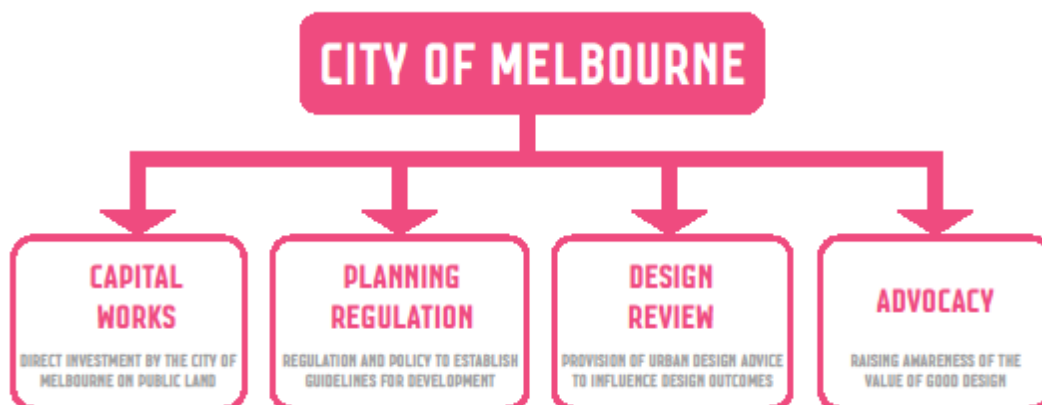 CITY OF MELBOURNE
CAPITAL
WORKS
DIRECT INVESTMENT BY THE CITY OF
MELBOURNE ON PUBLIC LAND
PLANNING
REGULATION
REGULATION AND POLICY TO ESTABLISH
GUIDELINES FOR DEVELOPMENT
DESIGN
REVIEW
PROVISION OF URBAN DESIGN ADVICE
TO INFLUENCE DESIGN OUTCOMES
ADVOCACY
RAISING AWARENESS OF THE
VALUE OF GOOD DESIGN